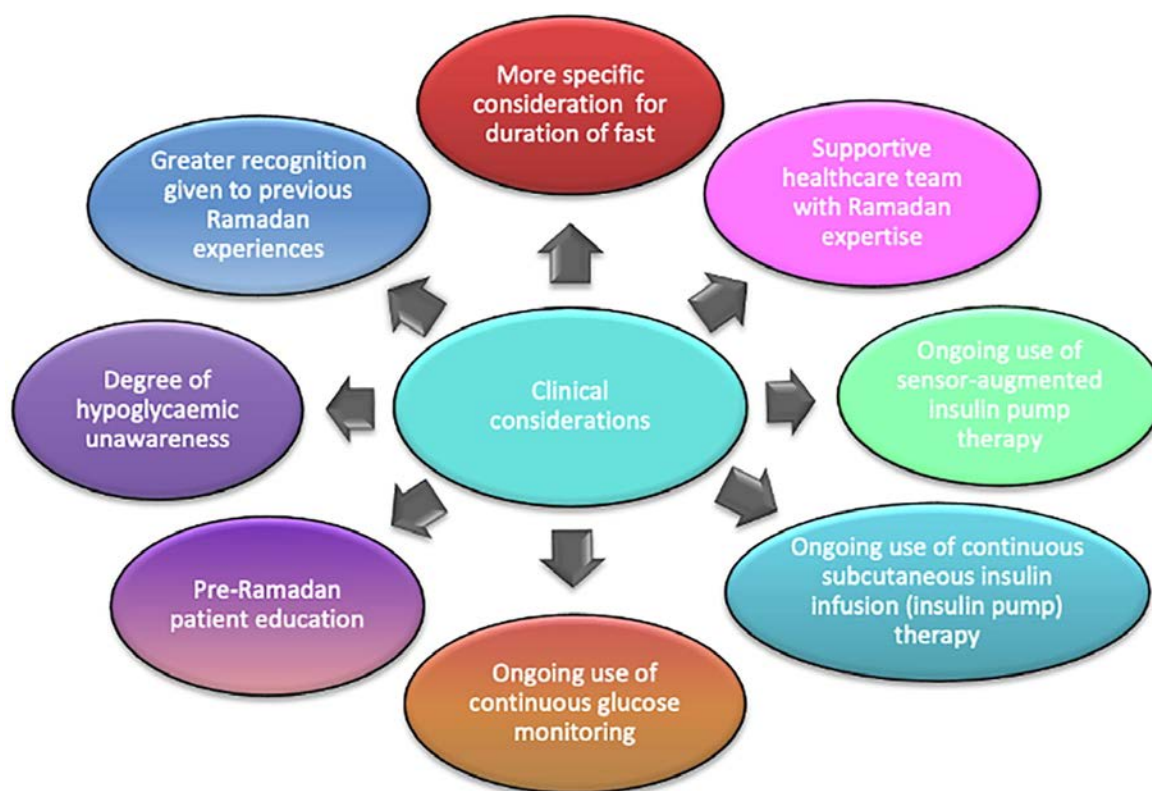 More specific
consideration for
duration of fast
Supportive
healthcare team
with Ramadan
expertise
Greater recognition
given to previous
Ramadan
experiences
Ongoing use of
sensor-augmented
insulin pump
therapy
Degree of
hypoglycaemic
unawareness
Clinical
considerations
Ongoing use of continuous
subcutaneous insulin
infusion (insulin pump)
therapy
Pre-Ramadan
patient education
Ongoing use of
continuous glucose
monitoring